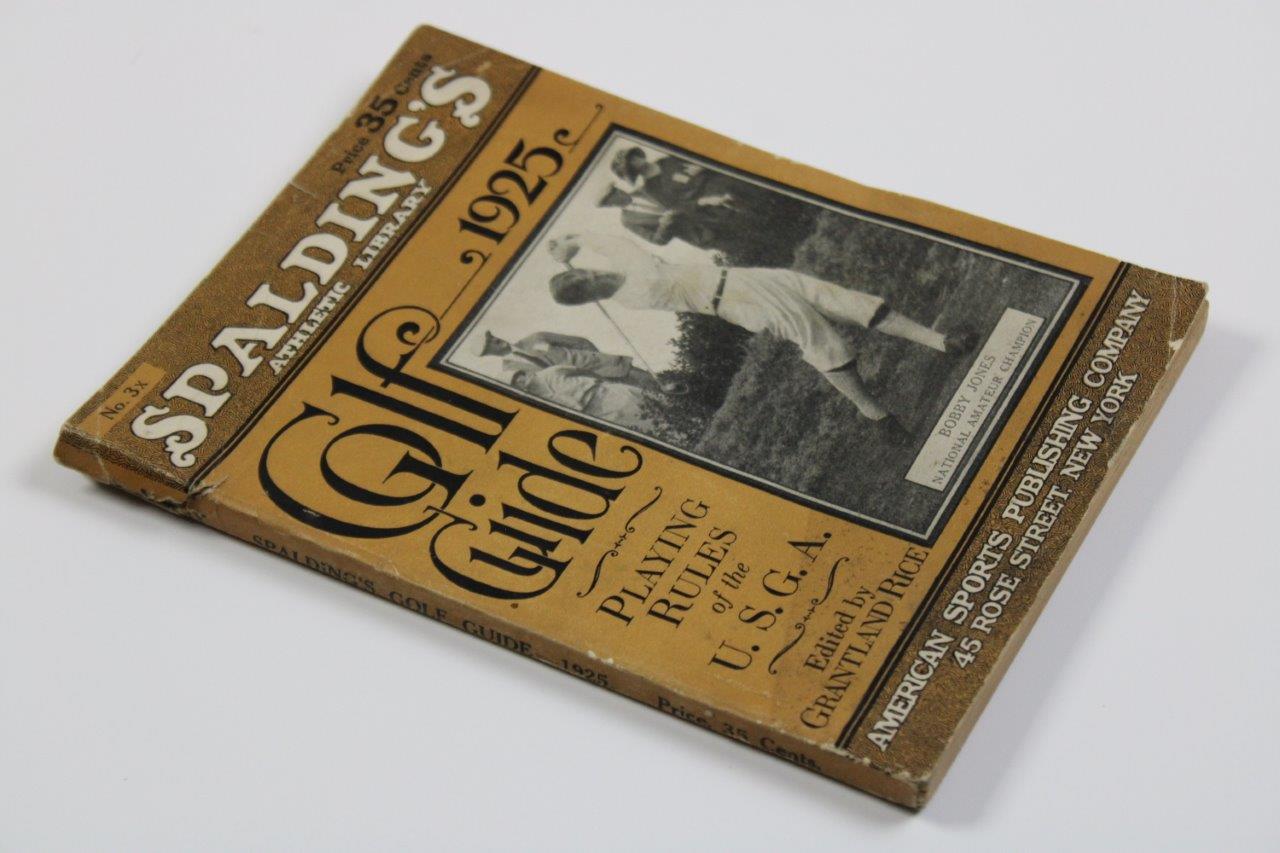 No. 3x
Price 35 Cents
SPALDING'S
ATHLETIC LIBRARY
1925
Golf
Guide
BOBBY JONES
NATIONAL AMATEUR CHAMPION
PLAYING
RULES
of the
U. S. G. A.
Edited by
GRANTLAND RICE
AMERICAN SPORTS PUBLISHING COMPANY
45 ROSE STREET NEW YORK
SPALDING'S GOLF GUIDE—1925 Price 35 Cents.